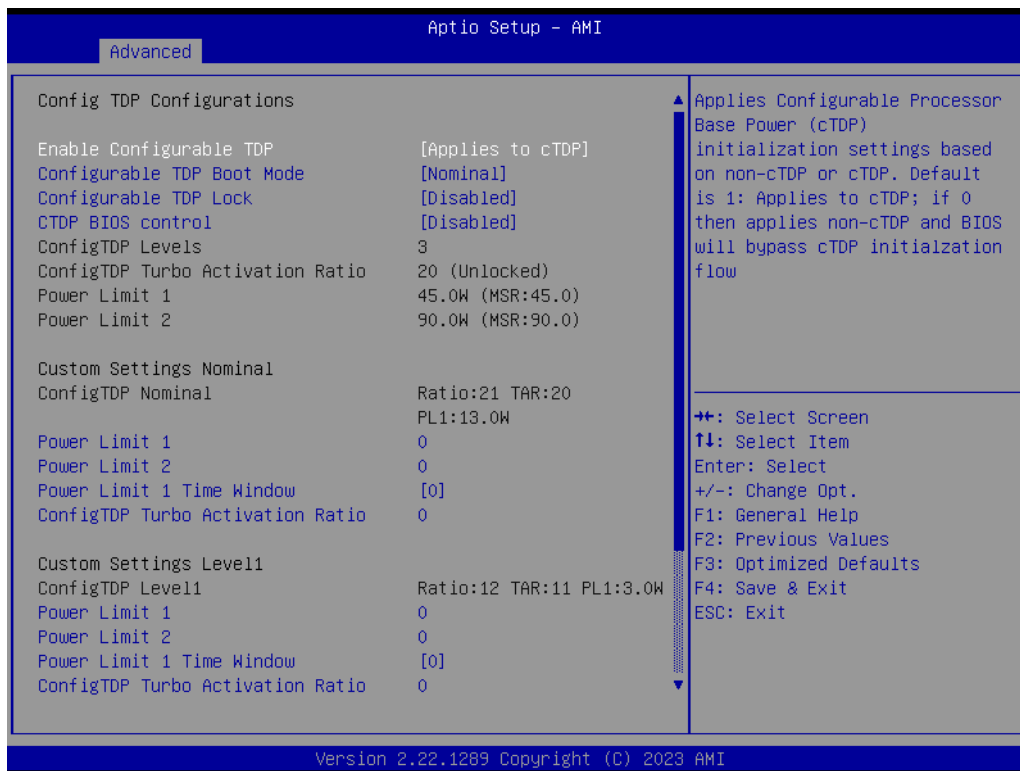 Aptio Setup – AMI
Advanced
Config TDP Configurations
Enable Configurable TDP [Applies to cTDP]
Configurable TDP Boot Mode [Nominal]
Configurable TDP Lock [Disabled]
CTDP BIOS control [Disabled]
ConfigTDP Levels 3
ConfigTDP Turbo Activation Ratio 20 (Unlocked)
Power Limit 1 45.0W (MSR:45.0)
Power Limit 2 90.0W (MSR:90.0)
Custom Settings Nominal
ConfigTDP Nominal Ratio:21 TAR:20
PL1:13.0W
Power Limit 1 0
Power Limit 2 0
Power Limit 1 Time Window [0]
ConfigTDP Turbo Activation Ratio 0
Custom Settings Level1
ConfigTDP Level1 Ratio:12 TAR:11 PL1:3.0W
Power Limit 1 0
Power Limit 2 0
Power Limit 1 Time Window [0]
ConfigTDP Turbo Activation Ratio 0
Applies Configurable Processor
Base Power (cTDP)
initialization settings based
on non-cTDP or cTDP. Default
is 1: Applies to cTDP; if 0
then applies non-cTDP and BIOS
will bypass cTDP initialzation
flow
→←: Select Screen
↑↓: Select Item
Enter: Select
+/-: Change Opt.
F1: General Help
F2: Previous Values
F3: Optimized Defaults
F4: Save & Exit
ESC: Exit
Version 2.22.1289 Copyright (C) 2023 AMI